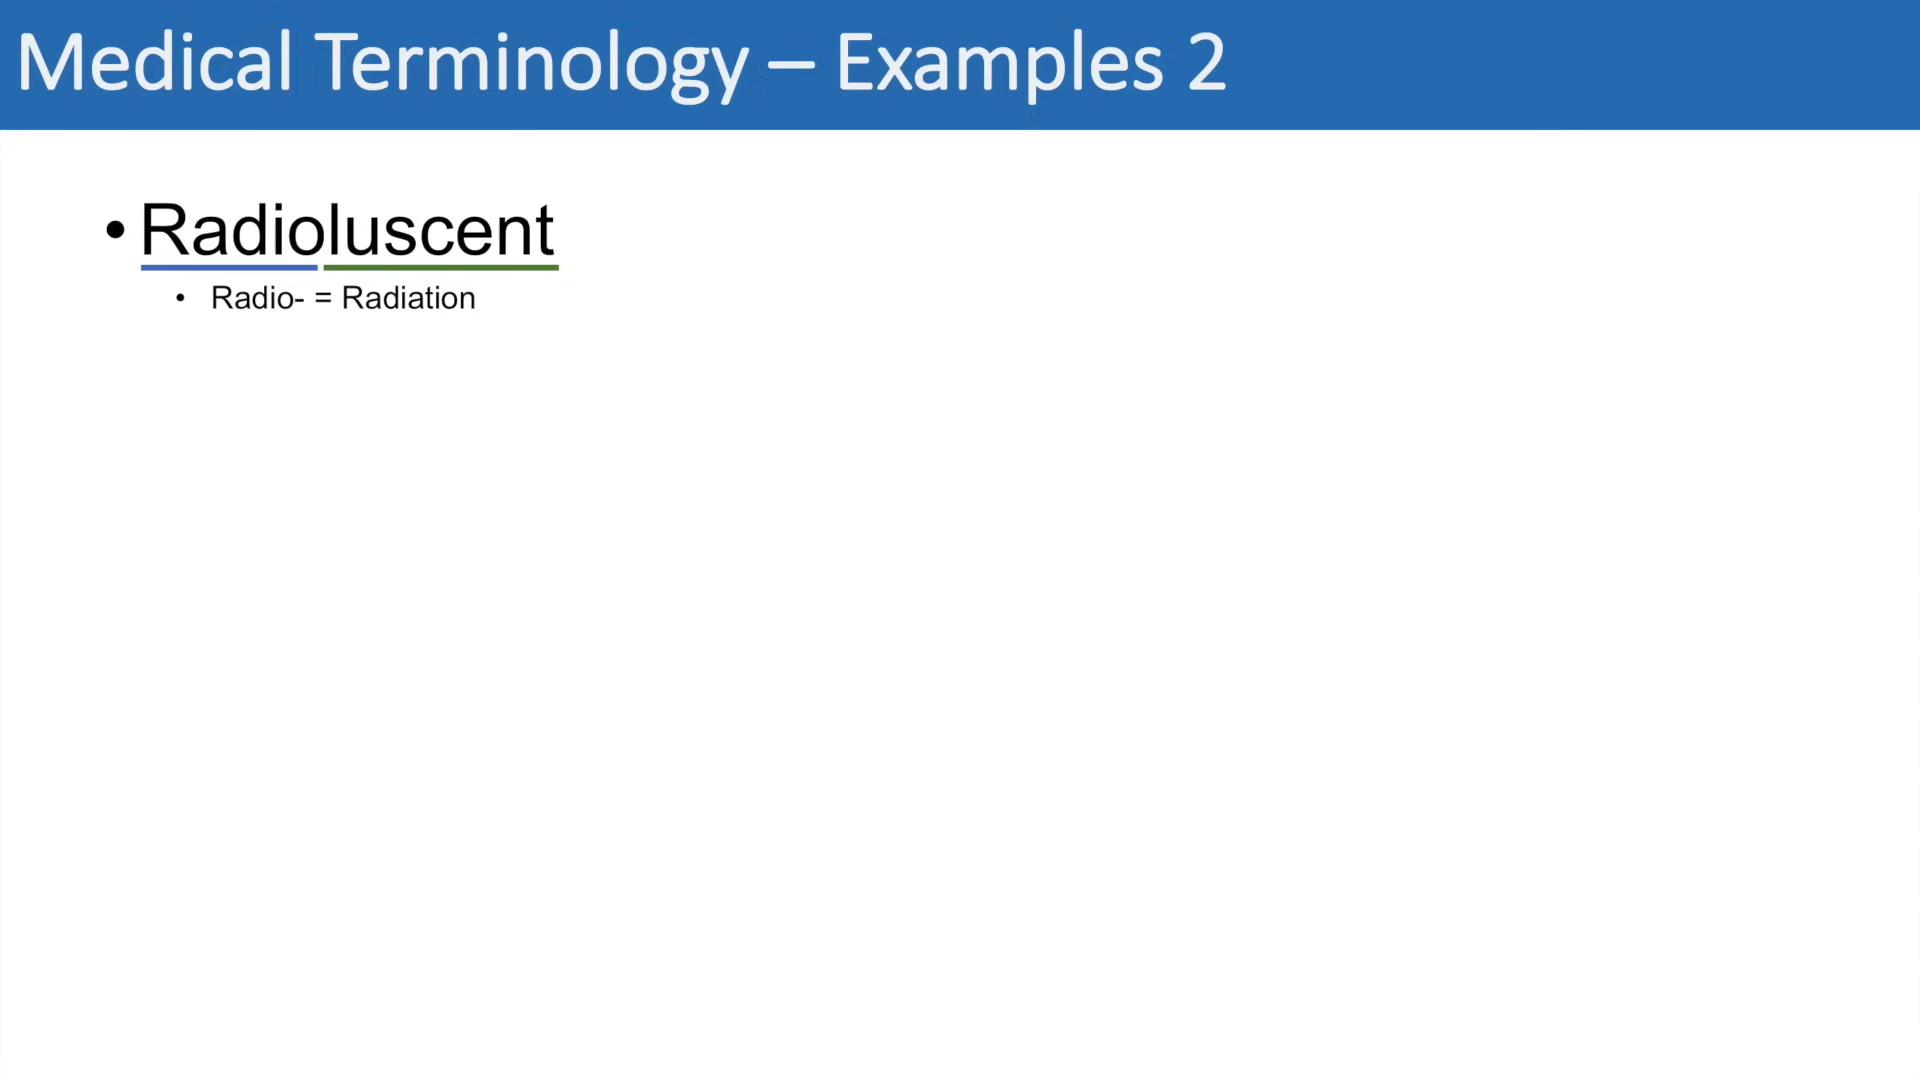 Medical Terminology – Examples 2
• Radioluscent
• Radio- = Radiation